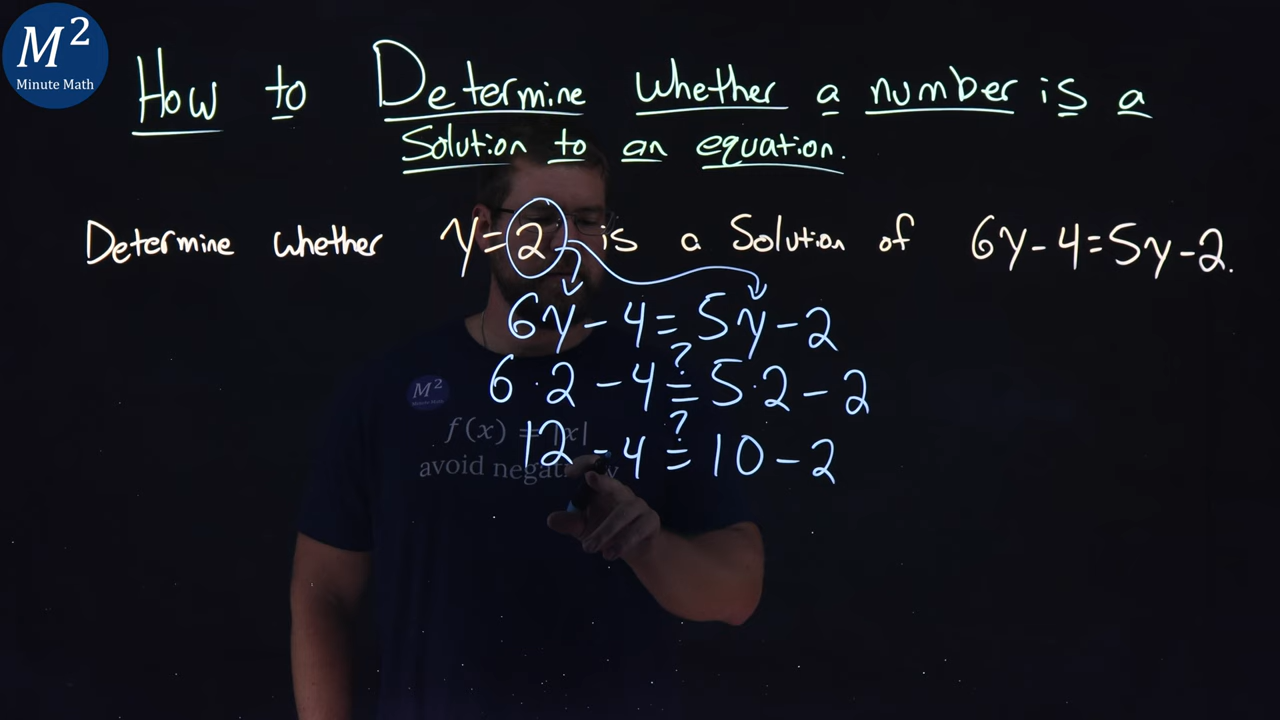 M²
Minute Math
How to Determine whether a number is a
Solution to an equation.
Determine whether y=2 is a Solution of 6y-4=5y-2.
6y-4=5y-2
6·2-4≟5·2-2
12-4≟10-2
M²
f(x) = |x|